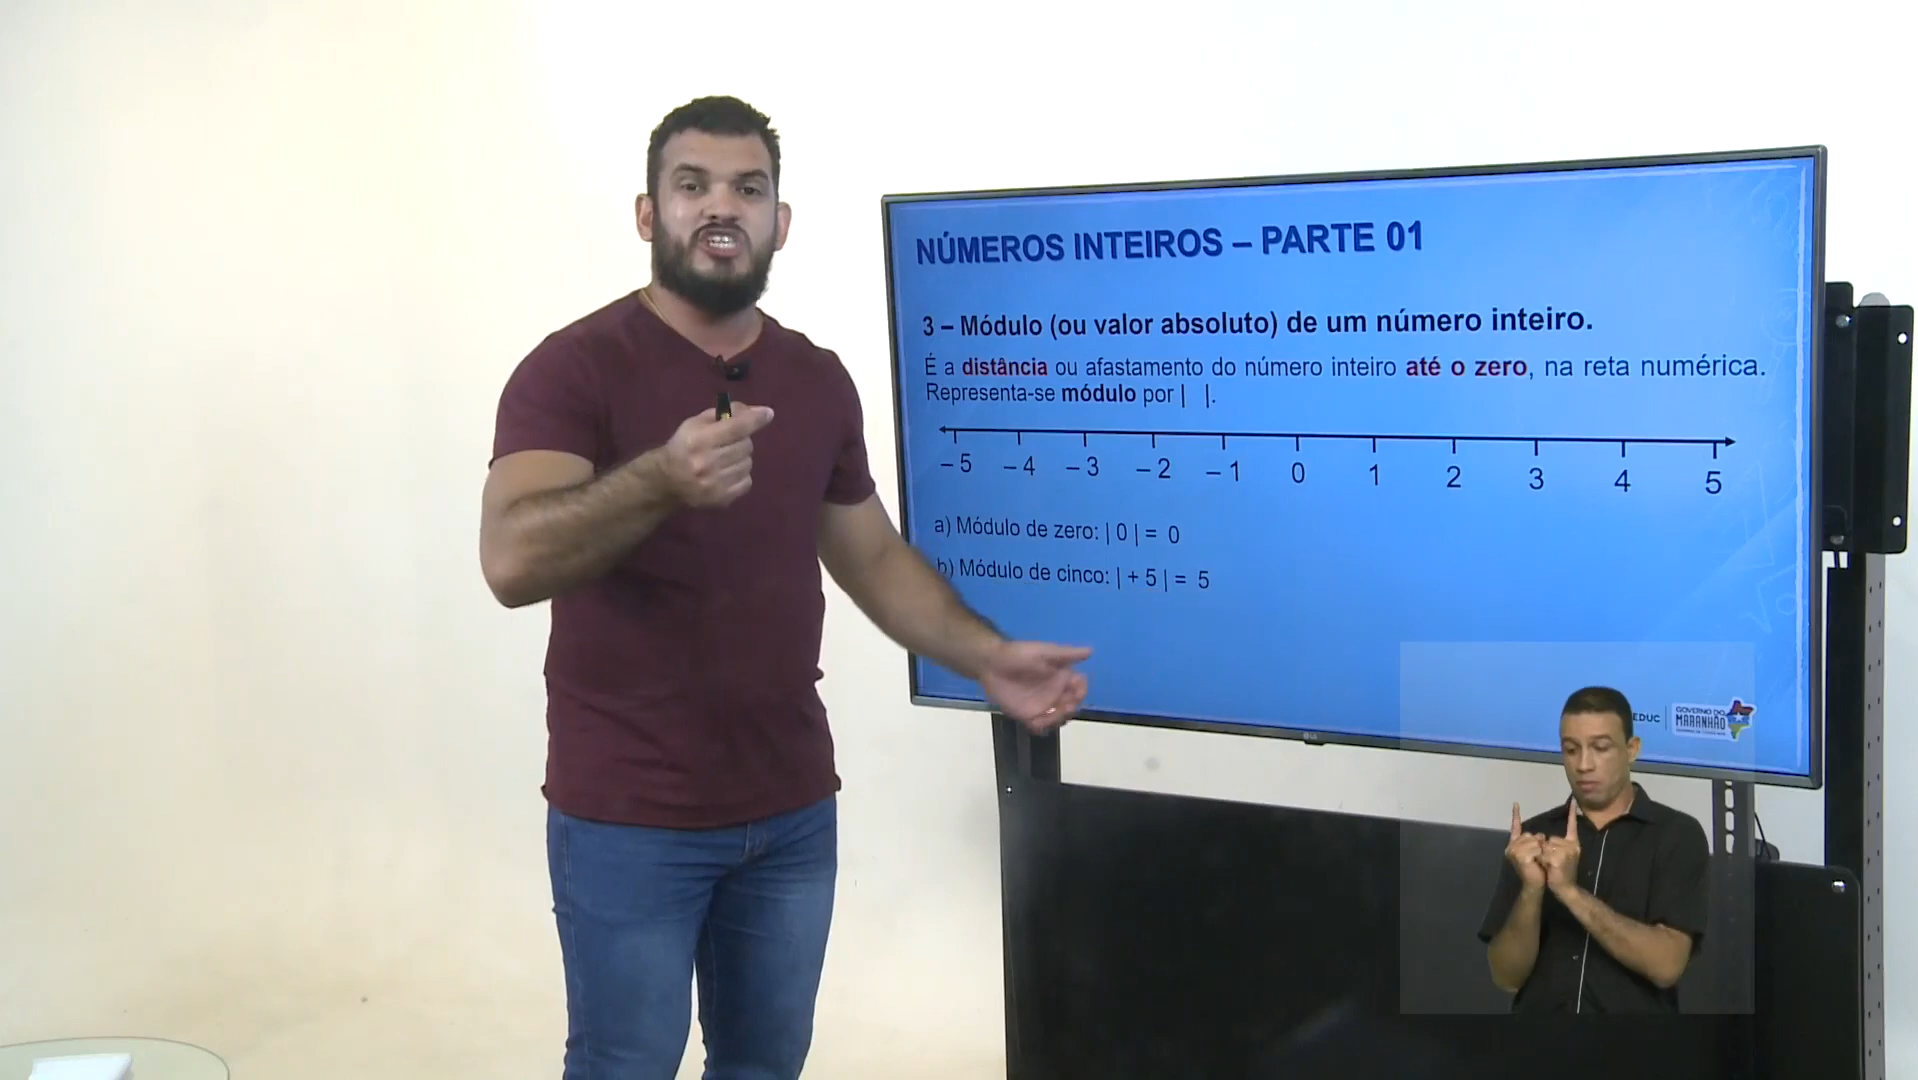 NÚMEROS INTEIROS – PARTE 01
3 – Módulo (ou valor absoluto) de um número inteiro.
É a distância ou afastamento do número inteiro até o zero, na reta numérica.
Representa-se módulo por |  |.
– 5 – 4 – 3 – 2 – 1 0 1 2 3 4 5
a) Módulo de zero: | 0 | = 0
b) Módulo de cinco: | + 5 | = 5
EDUC
GOVERNO DO
MARANHÃO
LG